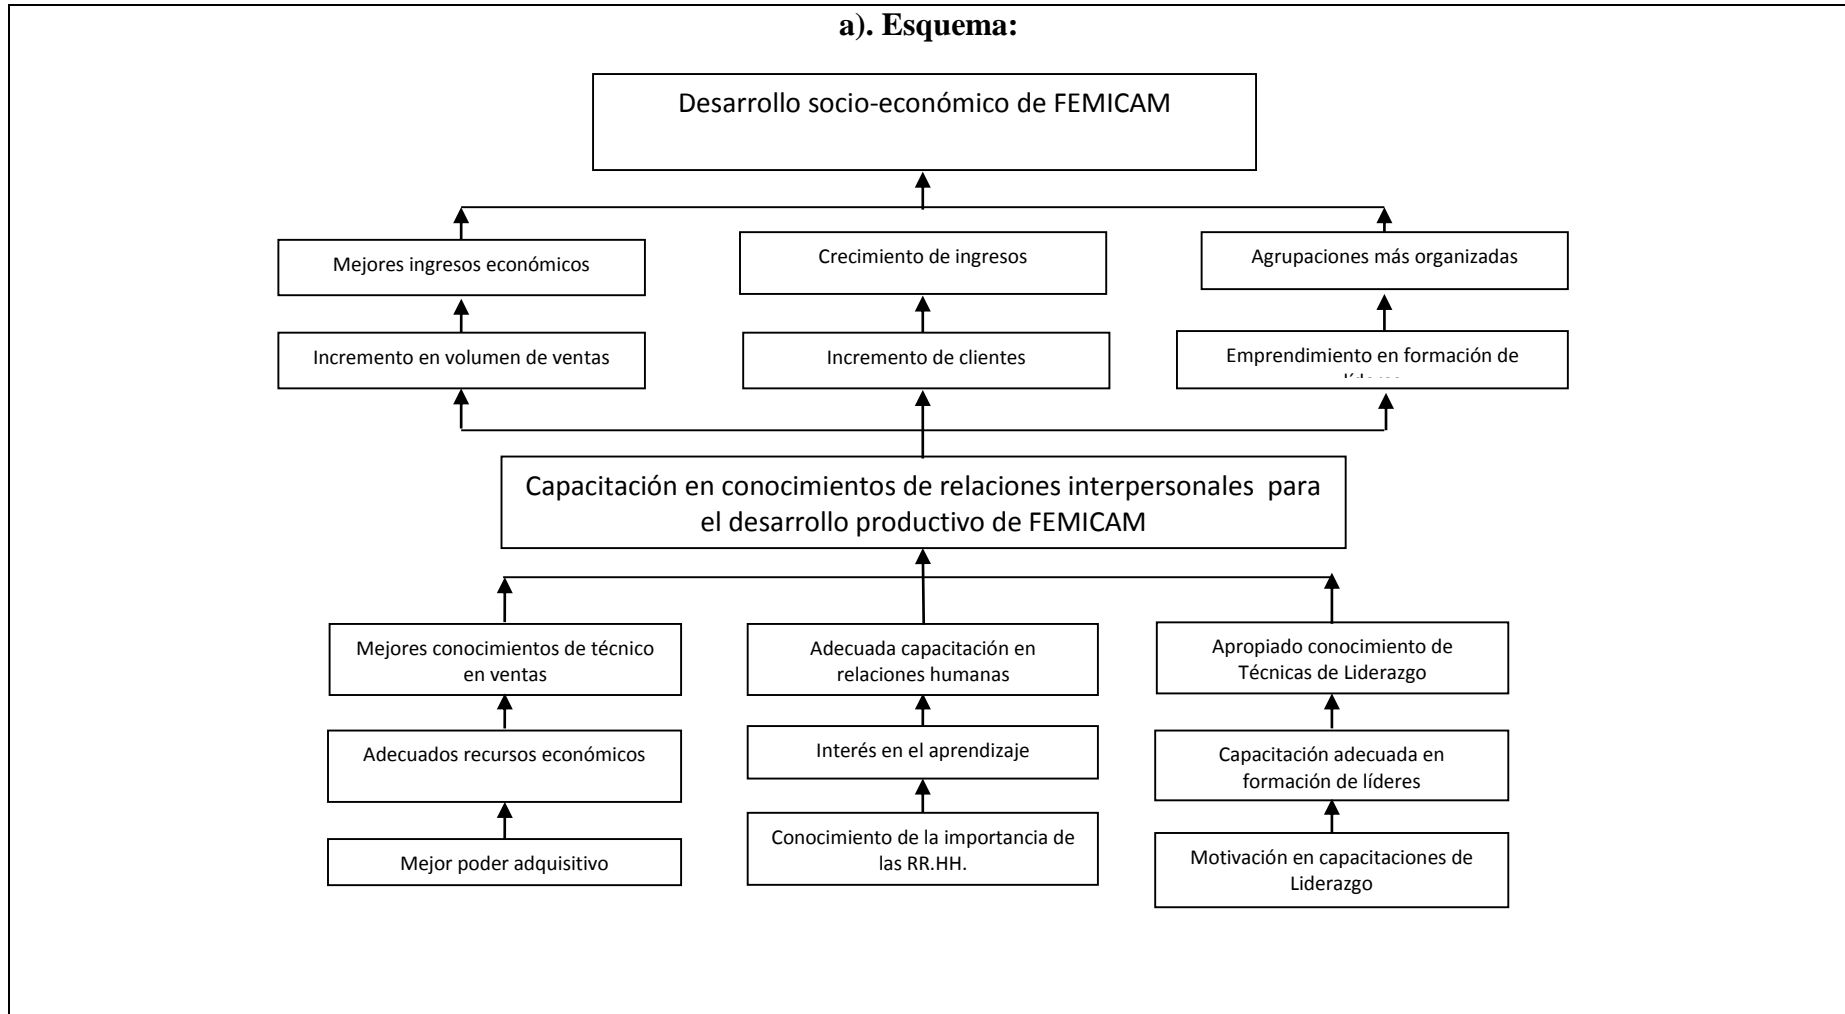 a). Esquema:
Desarrollo socio-económico de FEMICAM
Mejores ingresos económicos
Crecimiento de ingresos
Agrupaciones más organizadas
Incremento en volumen de ventas
Incremento de clientes
Emprendimiento en formación de
Capacitación en conocimientos de relaciones interpersonales para
el desarrollo productivo de FEMICAM
Mejores conocimientos de técnico
en ventas
Adecuada capacitación en
relaciones humanas
Apropiado conocimiento de
Técnicas de Liderazgo
Adecuados recursos económicos
Interés en el aprendizaje
Capacitación adecuada en
formación de líderes
Mejor poder adquisitivo
Conocimiento de la importancia de
las RR.HH.
Motivación en capacitaciones de
Liderazgo